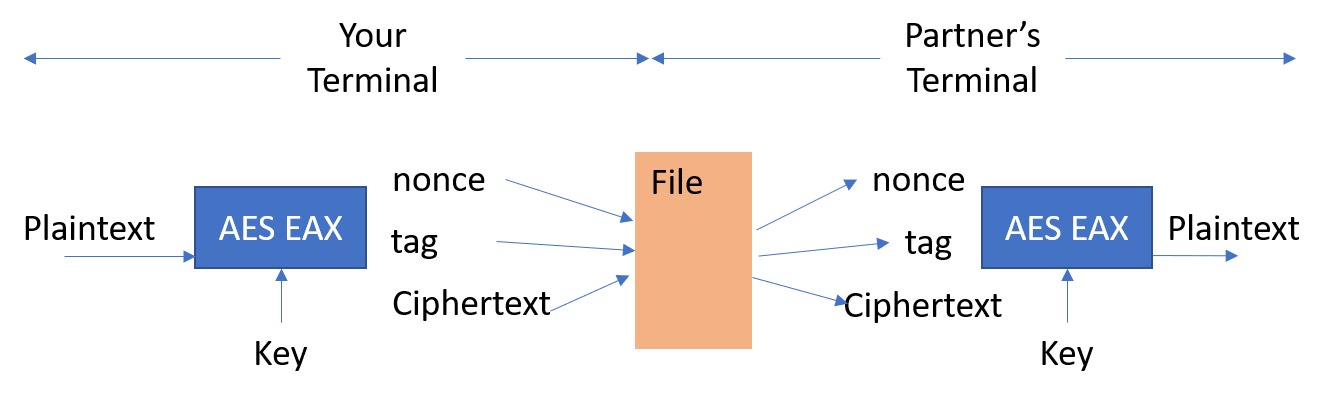 Your
Terminal
Partner's
Terminal
Plaintext
AES EAX
Key
nonce
tag
Ciphertext
File
nonce
tag
Ciphertext
AES EAX
Key
Plaintext